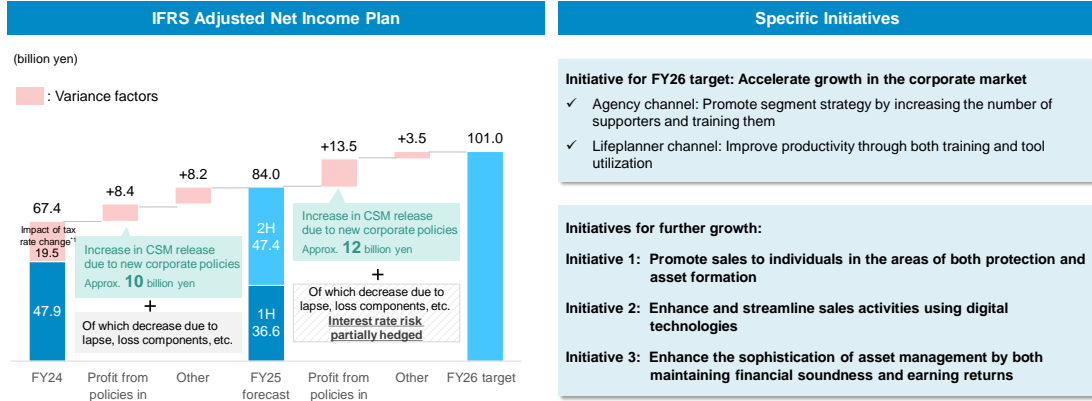 IFRS Adjusted Net Income Plan
(billion yen)
: Variance factors
67.4
+8.4
+8.2
84.0
+13.5
+3.5
101.0
Impact of tax
rate change*1
19.5
47.9
Increase in CSM release
due to new corporate policies
Approx. 10 billion yen
+
Of which decrease due to
lapse, loss components, etc.
2H
47.4
1H
36.6
Increase in CSM release
due to new corporate policies
Approx. 12 billion yen
+
Of which decrease due to
lapse, loss components, etc.
Interest rate risk
partially hedged
FY24
Profit from
policies in
Other
FY25
forecast
Profit from
policies in
Other
FY26 target
Specific Initiatives
Initiative for FY26 target: Accelerate growth in the corporate market
✓ Agency channel: Promote segment strategy by increasing the number of
supporters and training them
✓ Lifeplanner channel: Improve productivity through both training and tool
utilization
Initiatives for further growth:
Initiative 1: Promote sales to individuals in the areas of both protection and
asset formation
Initiative 2: Enhance and streamline sales activities using digital
technologies
Initiative 3: Enhance the sophistication of asset management by both
maintaining financial soundness and earning returns